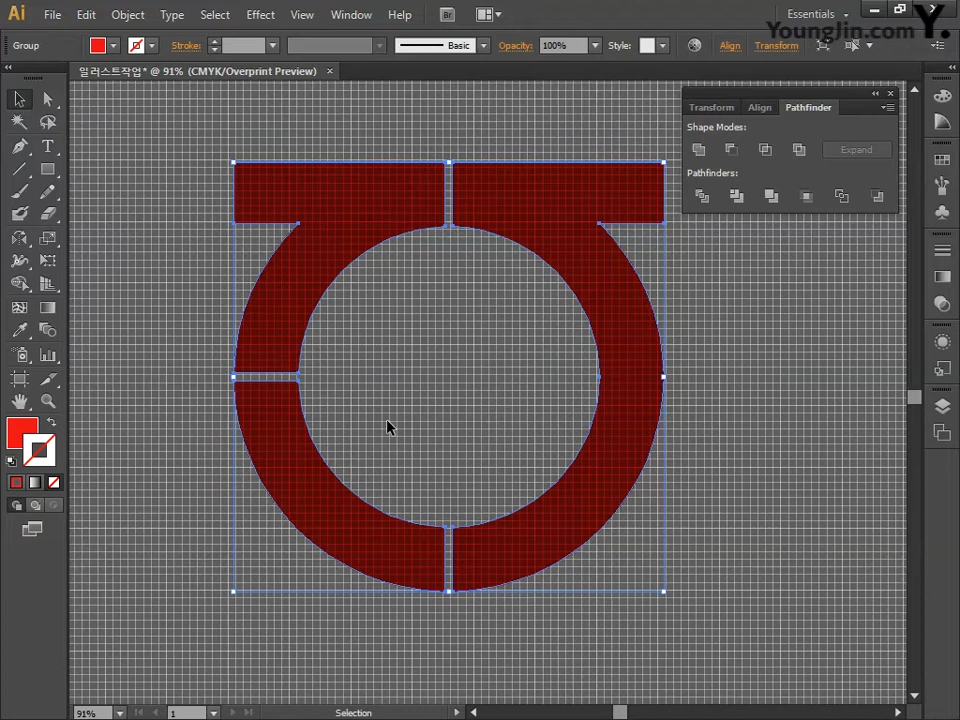 Ai File Edit Object Type Select Effect View Window Help Br Essentials
YoungJin.com Y.
Group Stroke: Basic Opacity: 100% Style: Align Transform
일러스트작업* @ 91% (CMYK/Overprint Preview) ×
Transform Align Pathfinder
Shape Modes:
Expand
Pathfinders:
91% 1 Selection